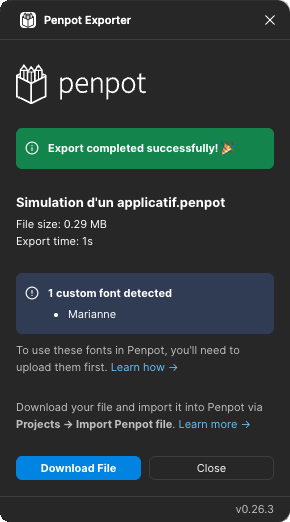 Penpot Exporter
penpot
Export completed successfully! 🎉
Simulation d'un applicatif.penpot
File size: 0.29 MB
Export time: 1s
1 custom font detected
• Marianne
To use these fonts in Penpot, you'll need to
upload them first. Learn how →
Download your file and import it into Penpot via
Projects → Import Penpot file. Learn more →
Download File
Close
v0.26.3